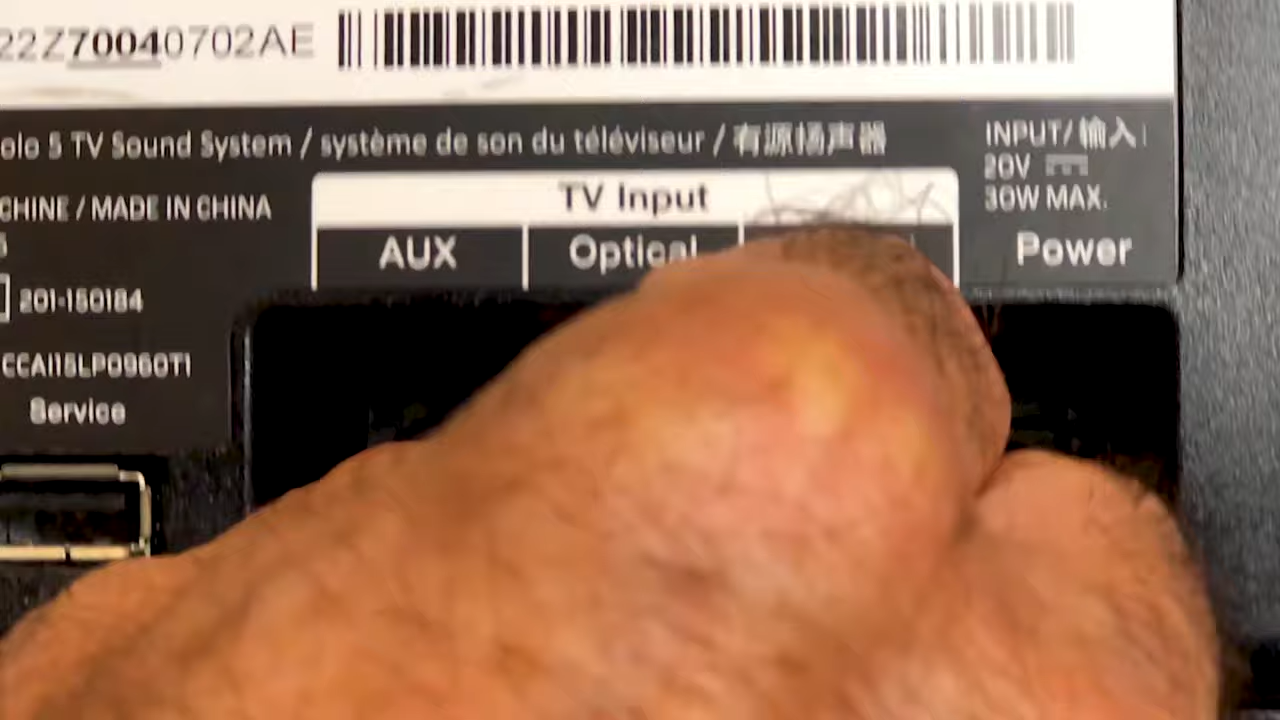 22Z70040702AE
olo 5 TV Sound System / système de son du téléviseur / 有源扬声器
INPUT/输入
20V
30W MAX.
CHINE / MADE IN CHINA
TV Input
AUX
Optical
Power
201-150184
CCAI15LP0960T1
Service